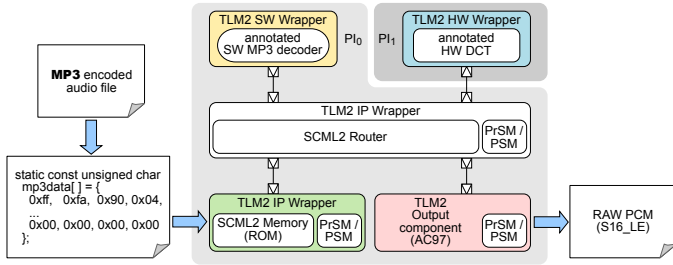 TLM2 SW Wrapper
annotated
SW MP3 decoder
PI0
PI1
TLM2 HW Wrapper
annotated
HW DCT
MP3 encoded
audio file
TLM2 IP Wrapper
SCML2 Router
PrSM /
PSM
static const unsigned char
mp3data[ ] = {
0xff, 0xfa, 0x90, 0x04,
...
0x00, 0x00, 0x00, 0x00
};
TLM2 IP Wrapper
SCML2 Memory
(ROM)
PrSM /
PSM
TLM2
Output
component
(AC97)
PrSM /
PSM
RAW PCM
(S16_LE)